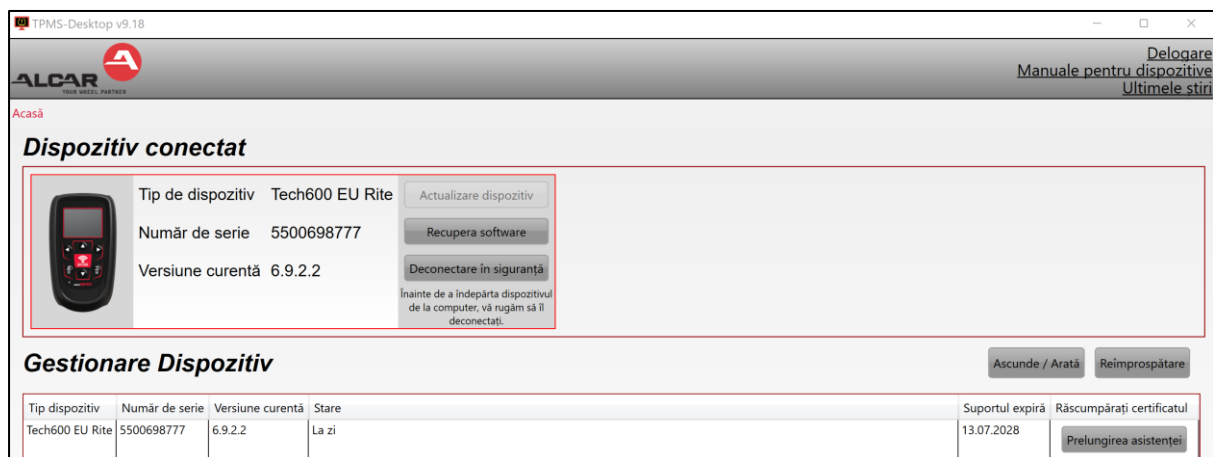 TPMS-Desktop v9.18
ALCAR
YOUR WHEEL PARTNER
Delogare
Manuale pentru dispozitive
Ultimele știri
Acasă
Dispozitiv conectat
Tip de dispozitiv Tech600 EU Rite
Actualizare dispozitiv
Număr de serie 5500698777
Recupera software
Versiune curentă 6.9.2.2
Deconectare în siguranță
Înainte de a îndepărta dispozitivul
de la computer, vă rugăm să îl
deconectați.
Gestionare Dispozitiv
Ascunde / Arată Reîmprospătare
Tip dispozitiv Număr de serie Versiune curentă Stare Suportul expiră Răscumpărați certificatul
Tech600 EU Rite 5500698777 6.9.2.2 La zi 13.07.2028 Prelungirea asistenței